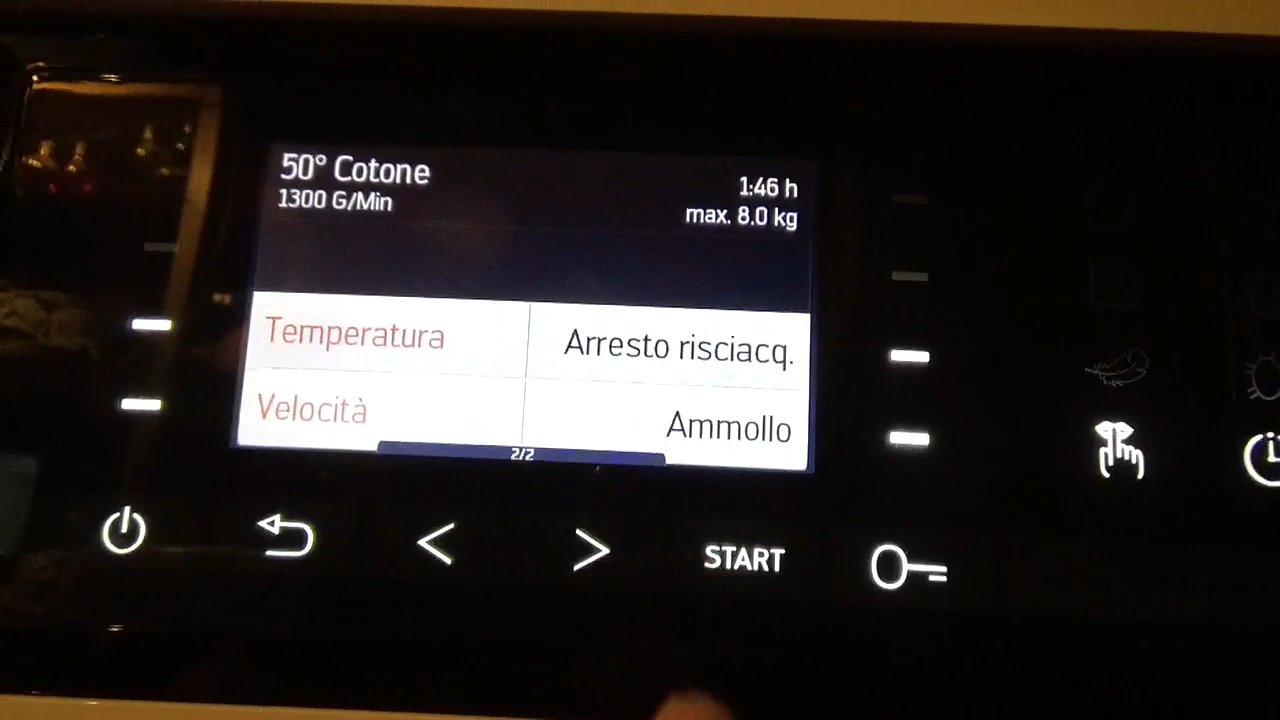 50° Cotone
1300 G/Min
1:46 h
max. 8.0 kg
Temperatura
Arresto risciacq.
Velocità
Ammollo
2/2
START